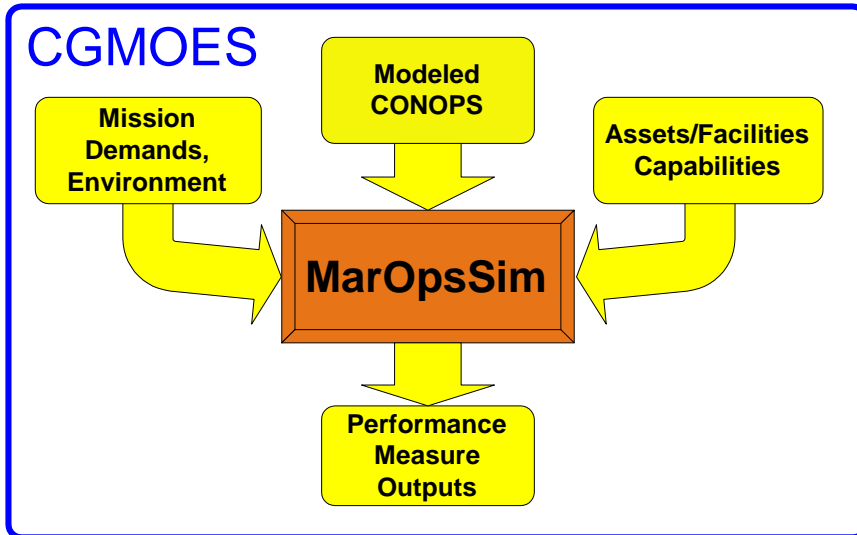 CGMOES
Modeled
CONOPS
Mission
Demands,
Environment
Assets/Facilities
Capabilities
MarOpsSim
Performance
Measure
Outputs